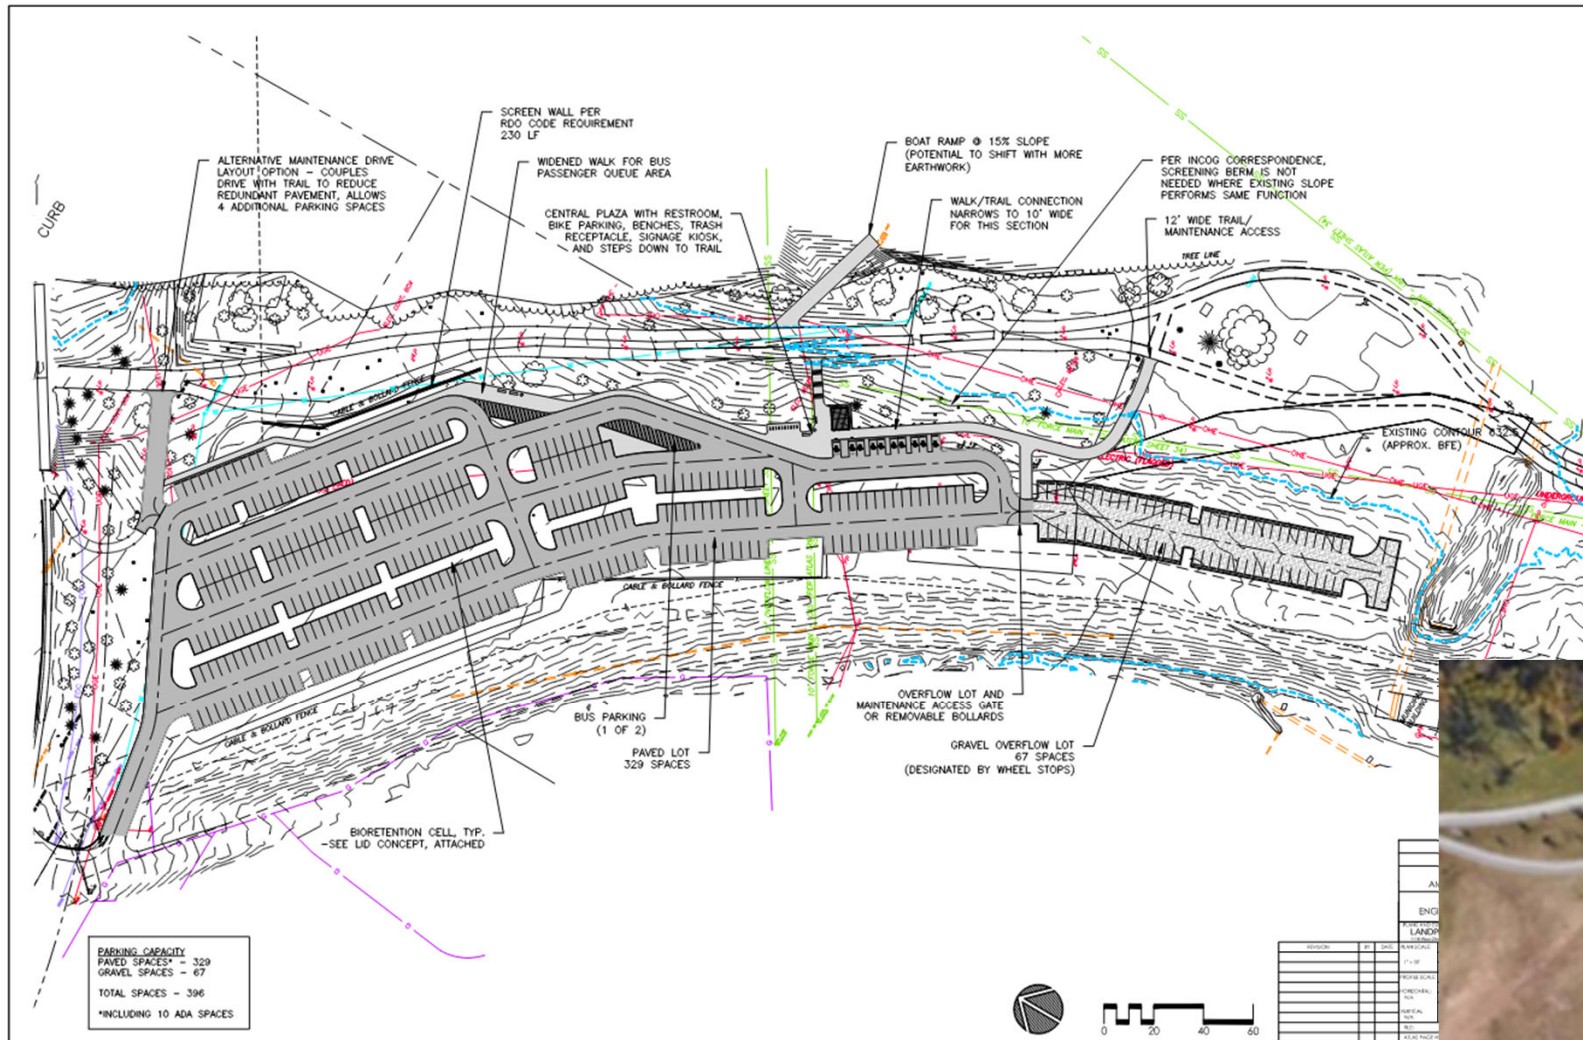 CURB
ALTERNATIVE MAINTENANCE DRIVE
LAYOUT OPTION – COUPLES
DRIVE WITH TRAIL TO REDUCE
REDUNDANT PAVEMENT, ALLOWS
4 ADDITIONAL PARKING SPACES
SCREEN WALL PER
RDO CODE REQUIREMENT
230 LF
WIDENED WALK FOR BUS
PASSENGER QUEUE AREA
CENTRAL PLAZA WITH RESTROOM,
BIKE PARKING, BENCHES, TRASH
RECEPTACLE, SIGNAGE KIOSK,
AND STEPS DOWN TO TRAIL
BOAT RAMP @ 15% SLOPE
(POTENTIAL TO SHIFT WITH MORE
EARTHWORK)
WALK/TRAIL CONNECTION
NARROWS TO 10' WIDE
FOR THIS SECTION
PER INCOG CORRESPONDENCE,
SCREENING BERM IS NOT
NEEDED WHERE EXISTING SLOPE
PERFORMS SAME FUNCTION
12' WIDE TRAIL/
MAINTENANCE ACCESS
TREE LINE
CABLE & BOLLARD FENCE
EXISTING CONTOUR 632.5
(APPROX. BFE)
CABLE & BOLLARD FENCE
CABLE & BOLLARD FENCE
BUS PARKING
(1 OF 2)
PAVED LOT
329 SPACES
OVERFLOW LOT AND
MAINTENANCE ACCESS GATE
OR REMOVABLE BOLLARDS
GRAVEL OVERFLOW LOT
67 SPACES
(DESIGNATED BY WHEEL STOPS)
BIORETENTION CELL, TYP.
-SEE LID CONCEPT, ATTACHED
PARKING CAPACITY
PAVED SPACES* – 329
GRAVEL SPACES – 67
TOTAL SPACES – 396
*INCLUDING 10 ADA SPACES
0 20 40 60
REVISION BY DATE
ENGI
LANDP